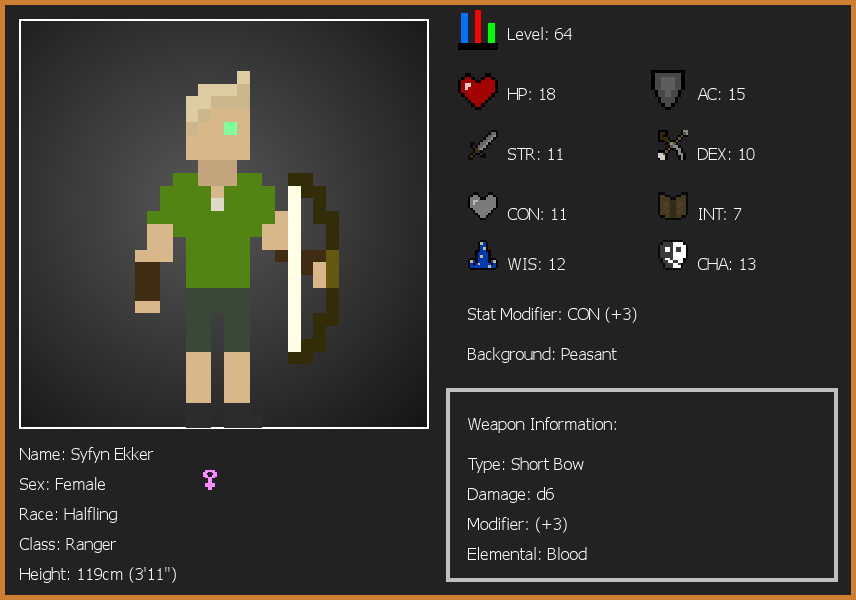 Level: 64
HP: 18
AC: 15
STR: 11
DEX: 10
CON: 11
INT: 7
WIS: 12
CHA: 13
Stat Modifier: CON (+3)
Background: Peasant
Weapon Information:
Type: Short Bow
Damage: d6
Modifier: (+3)
Elemental: Blood
Name: Syfyn Ekker
Sex: Female
Race: Halfling
Class: Ranger
Height: 119cm (3'11")